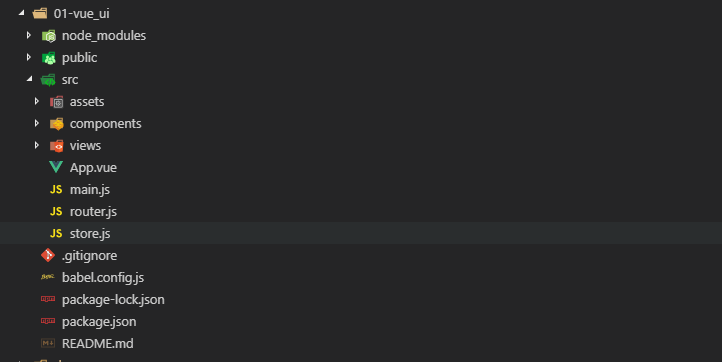 01-vue_ui
node_modules
public
src
assets
components
views
App.vue
JS main.js
JS router.js
JS store.js
.gitignore
babel.config.js
package-lock.json
package.json
README.md